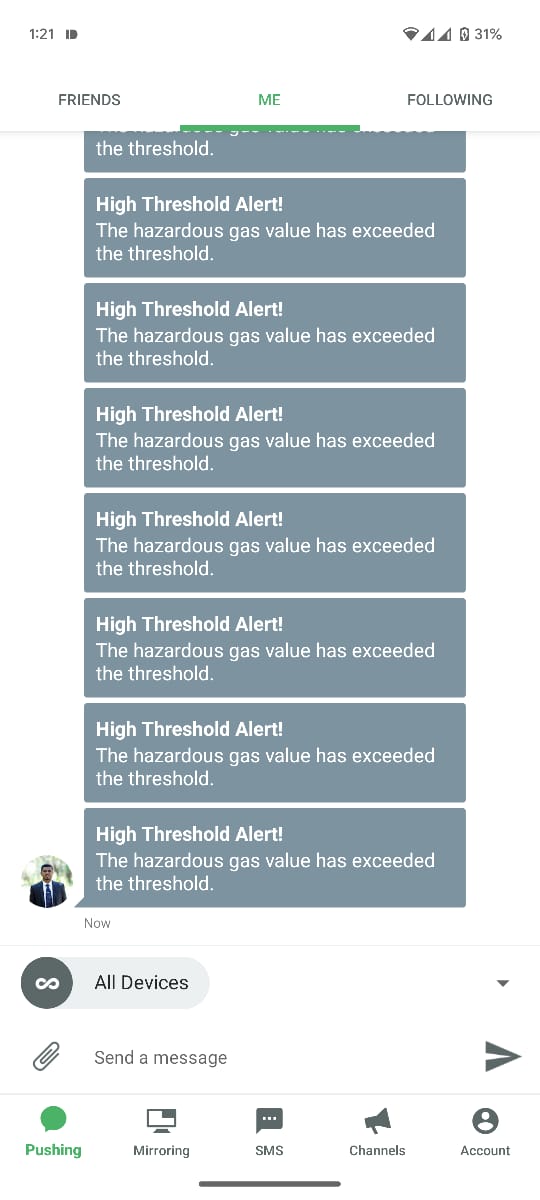 1:21
31%
FRIENDS
ME
FOLLOWING
the threshold.
High Threshold Alert!
The hazardous gas value has exceeded
the threshold.
High Threshold Alert!
The hazardous gas value has exceeded
the threshold.
High Threshold Alert!
The hazardous gas value has exceeded
the threshold.
High Threshold Alert!
The hazardous gas value has exceeded
the threshold.
High Threshold Alert!
The hazardous gas value has exceeded
the threshold.
High Threshold Alert!
The hazardous gas value has exceeded
the threshold.
High Threshold Alert!
The hazardous gas value has exceeded
the threshold.
Now
All Devices
Send a message
Pushing
Mirroring
SMS
Channels
Account